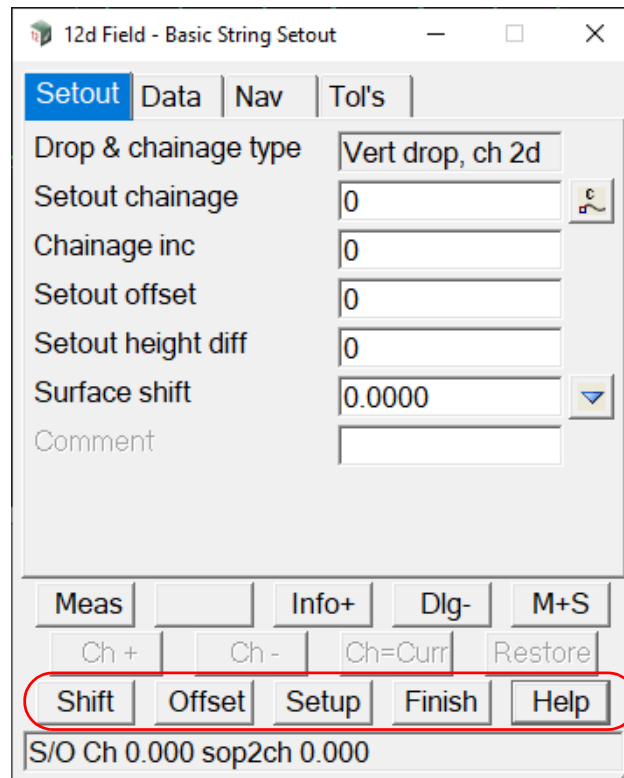 12d Field - Basic String Setout
Setout Data Nav Tol's
Drop & chainage type Vert drop, ch 2d
Setout chainage 0
Chainage inc 0
Setout offset 0
Setout height diff 0
Surface shift 0.0000
Comment
Meas Info+ Dlg- M+S
Ch + Ch - Ch=Curr Restore
Shift Offset Setup Finish Help
S/O Ch 0.000 sop2ch 0.000